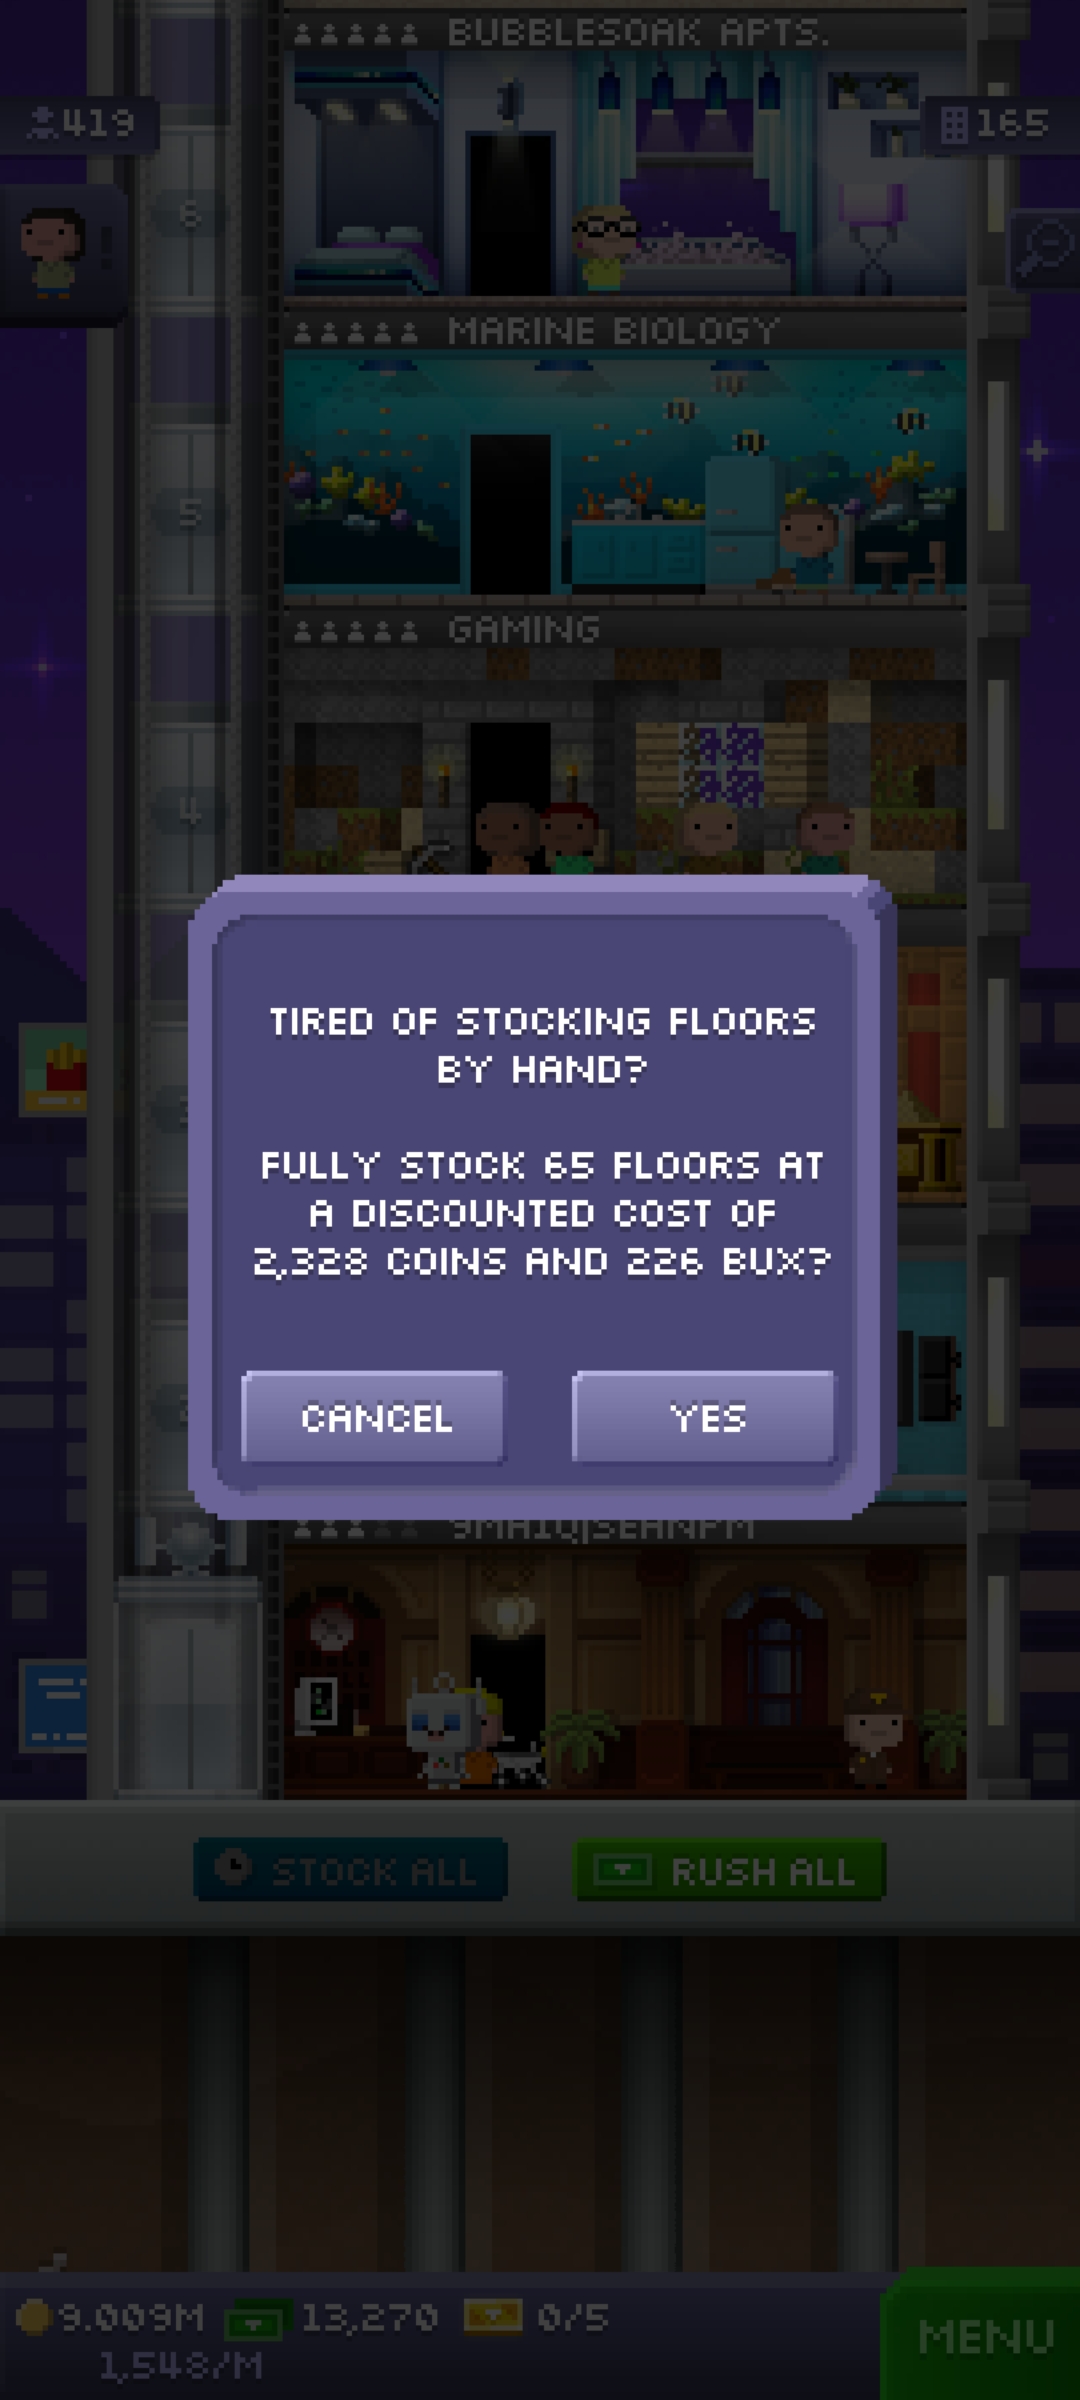 BUBBLESOAK APTS.
419
165
6
MARINE BIOLOGY
5
GAMING
4
TIRED OF STOCKING FLOORS
BY HAND?
FULLY STOCK 65 FLOORS AT
A DISCOUNTED COST OF
2,328 COINS AND 226 BUX?
CANCEL
YES
STOCK ALL
RUSH ALL
9.009M
13,270
0/5
1,548/M
MENU